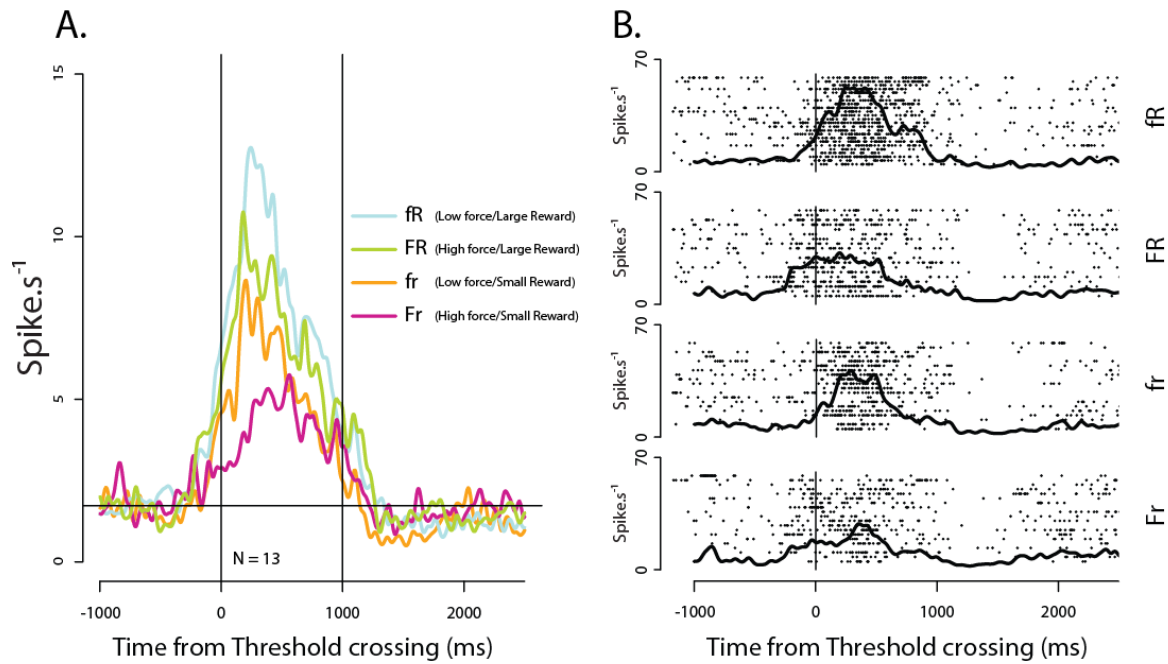 A.
Spike.s⁻¹
15
10
5
0
fR (Low force/Large Reward)
FR (High force/Large Reward)
fr (Low force/Small Reward)
Fr (High force/Small Reward)
N = 13
-1000 0 1000 2000
Time from Threshold crossing (ms)
B.
70
Spike.s⁻¹
0
fR
70
Spike.s⁻¹
0
FR
70
Spike.s⁻¹
0
fr
70
Spike.s⁻¹
0
Fr
-1000 0 1000 2000
Time from Threshold crossing (ms)